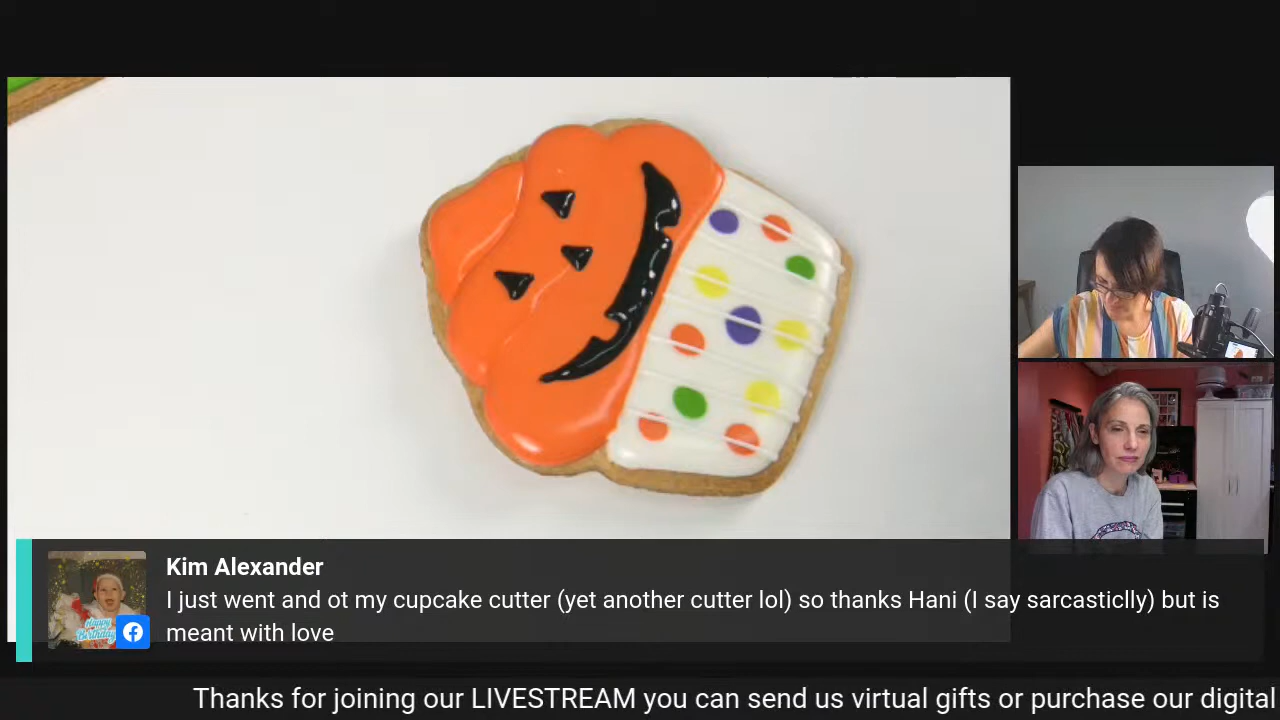 Kim Alexander
I just went and ot my cupcake cutter (yet another cutter lol) so thanks Hani (I say sarcasticlly) but is
meant with love
Happy
Birthday
Thanks for joining our LIVESTREAM you can send us virtual gifts or purchase our digital